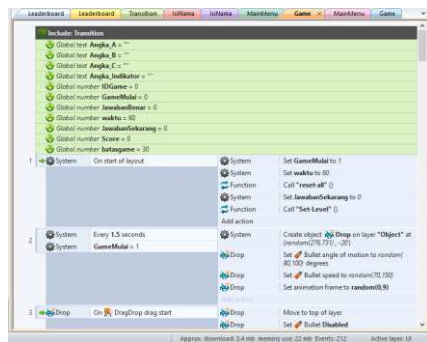 Leaderboard Leaderboard Transition IsiNama IsiNama MainMenu Game × MainMenu Game
Include: Transition
Global text Angka_A = ""
Global text Angka_B = ""
Global text Angka_C = ""
Global text Angka_Indikator = ""
Global number IDGame = 0
Global number GameMulai = 0
Global number JawabanBenar = 0
Global number waktu = 60
Global number JawabanSekarang = 0
Global number Score = 0
Global number batasgame = 30
1 System On start of layout System Set GameMulai to 1
System Set waktu to 60
Function Call "reset-all" ()
System Set JawabanSekarang to 0
Function Call "Set-Level" ()
Add action
2 System Every 1.5 seconds System Create object Drop on layer "Object" at
(random(276,731), -20)
System GameMulai = 1 Drop Set Bullet angle of motion to random(
80,100) degrees
Drop Set Bullet speed to random(70,150)
Drop Set animation frame to random(0,9)
Add action
3 Drop On DragDrop drag start Drop Move to top of layer
Drop Set Bullet Disabled
Approx. download: 3.4 mb memory use: 22 mb Events: 212 Active layer: UI